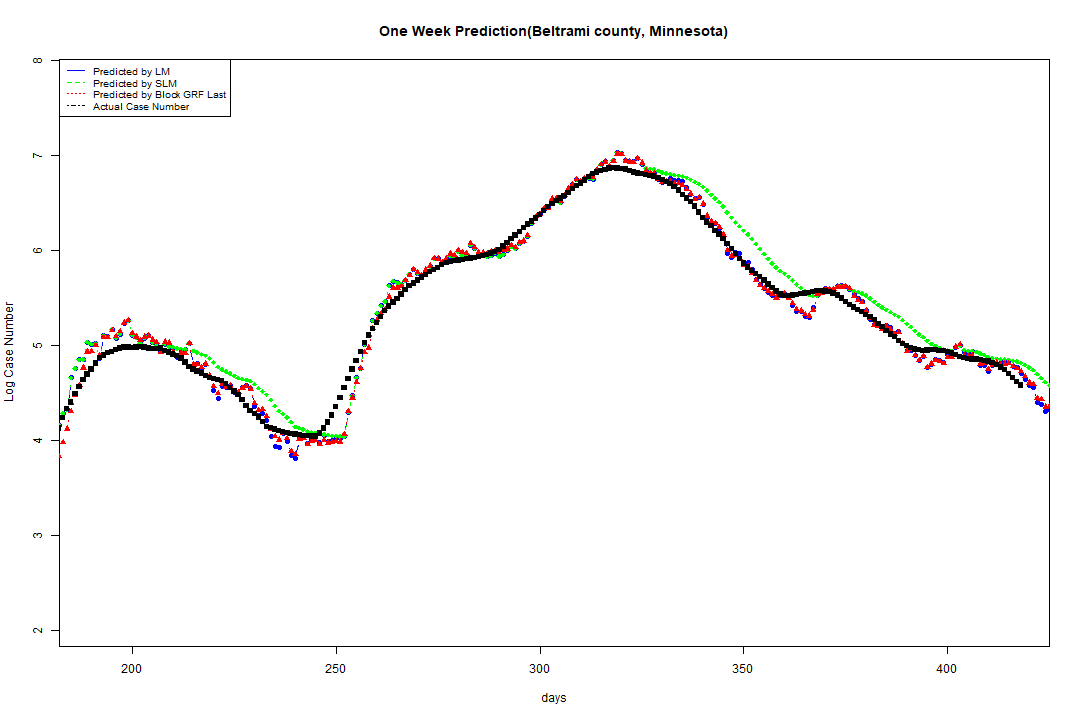 One Week Prediction(Beltrami county, Minnesota)
Predicted by LM
Predicted by SLM
Predicted by Block GRF Last
Actual Case Number
Log Case Number
8
7
6
5
4
3
2
200 250 300 350 400
days